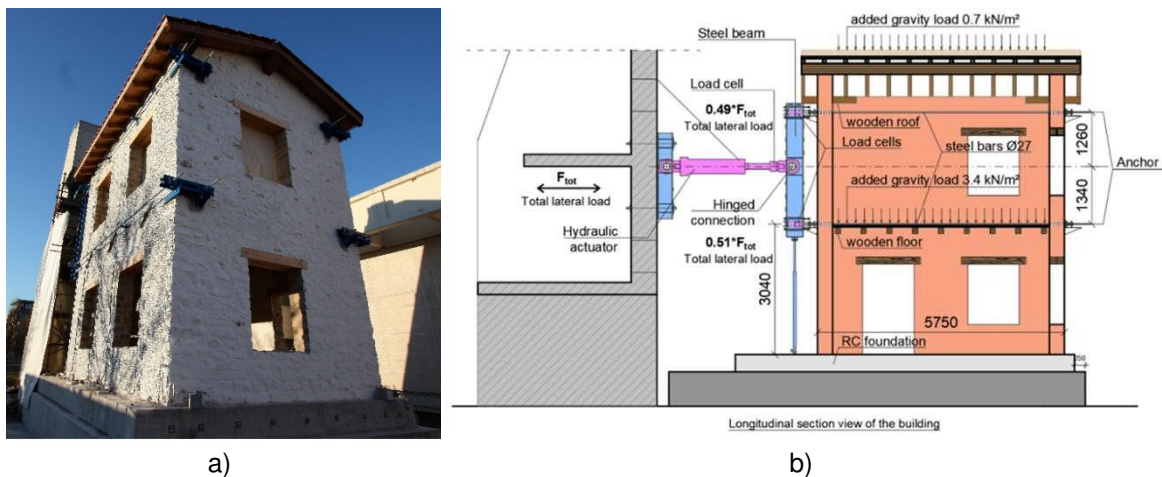 added gravity load 0.7 kN/m²
Steel beam
Load cell
0.49*Ftot
Total lateral load
wooden roof
Load cells
steel bars Ø27
1260
Anchor
Ftot
Total lateral load
added gravity load 3.4 kN/m²
1340
Hinged
connection
Hydraulic
actuator
wooden floor
0.51*Ftot
Total lateral load
3040
5750
RC foundation
250
Longitudinal section view of the building
a)
b)